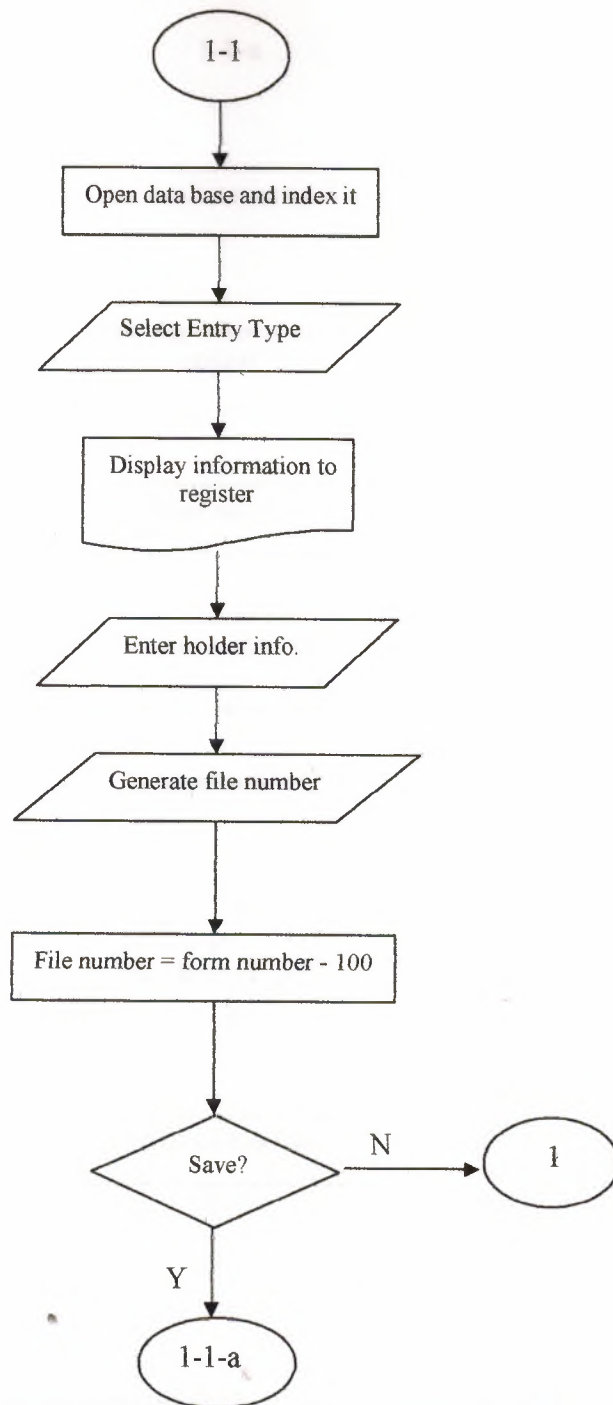 1-1
Open data base and index it
Select Entry Type
Display information to
register
Enter holder info.
Generate file number
File number = form number - 100
Save?
N
1
Y
1-1-a